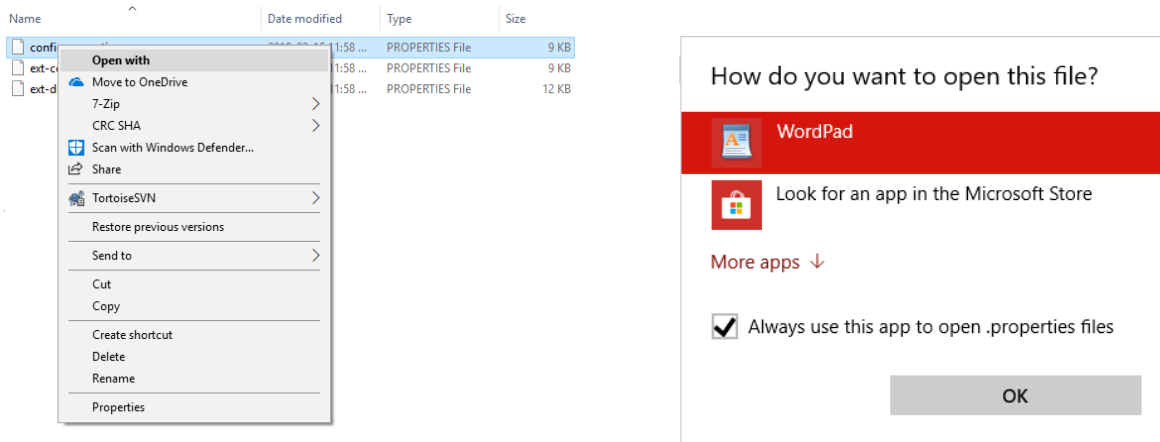 Name Date modified Type Size
PROPERTIES File 9 KB
PROPERTIES File 9 KB
PROPERTIES File 12 KB
Open with
Move to OneDrive
7-Zip
CRC SHA
Scan with Windows Defender...
Share
TortoiseSVN
Restore previous versions
Send to
Cut
Copy
Create shortcut
Delete
Rename
Properties
How do you want to open this file?
WordPad
Look for an app in the Microsoft Store
More apps
Always use this app to open .properties files
OK